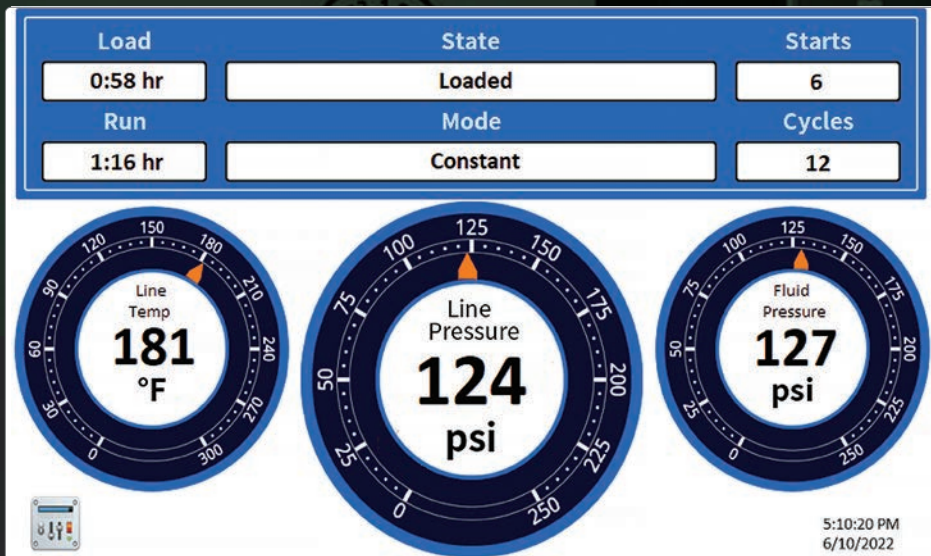 Load State Starts
0:58 hr Loaded 6
Run Mode Cycles
1:16 hr Constant 12
0 30 60 90 120 150 180 210 240 270 300
Line
Temp
181
°F
0 25 50 75 100 125 150 175 200 225 250
Line
Pressure
124
psi
0 25 50 75 100 125 150 175 200 225 250
Fluid
Pressure
127
psi
5:10:20 PM
6/10/2022